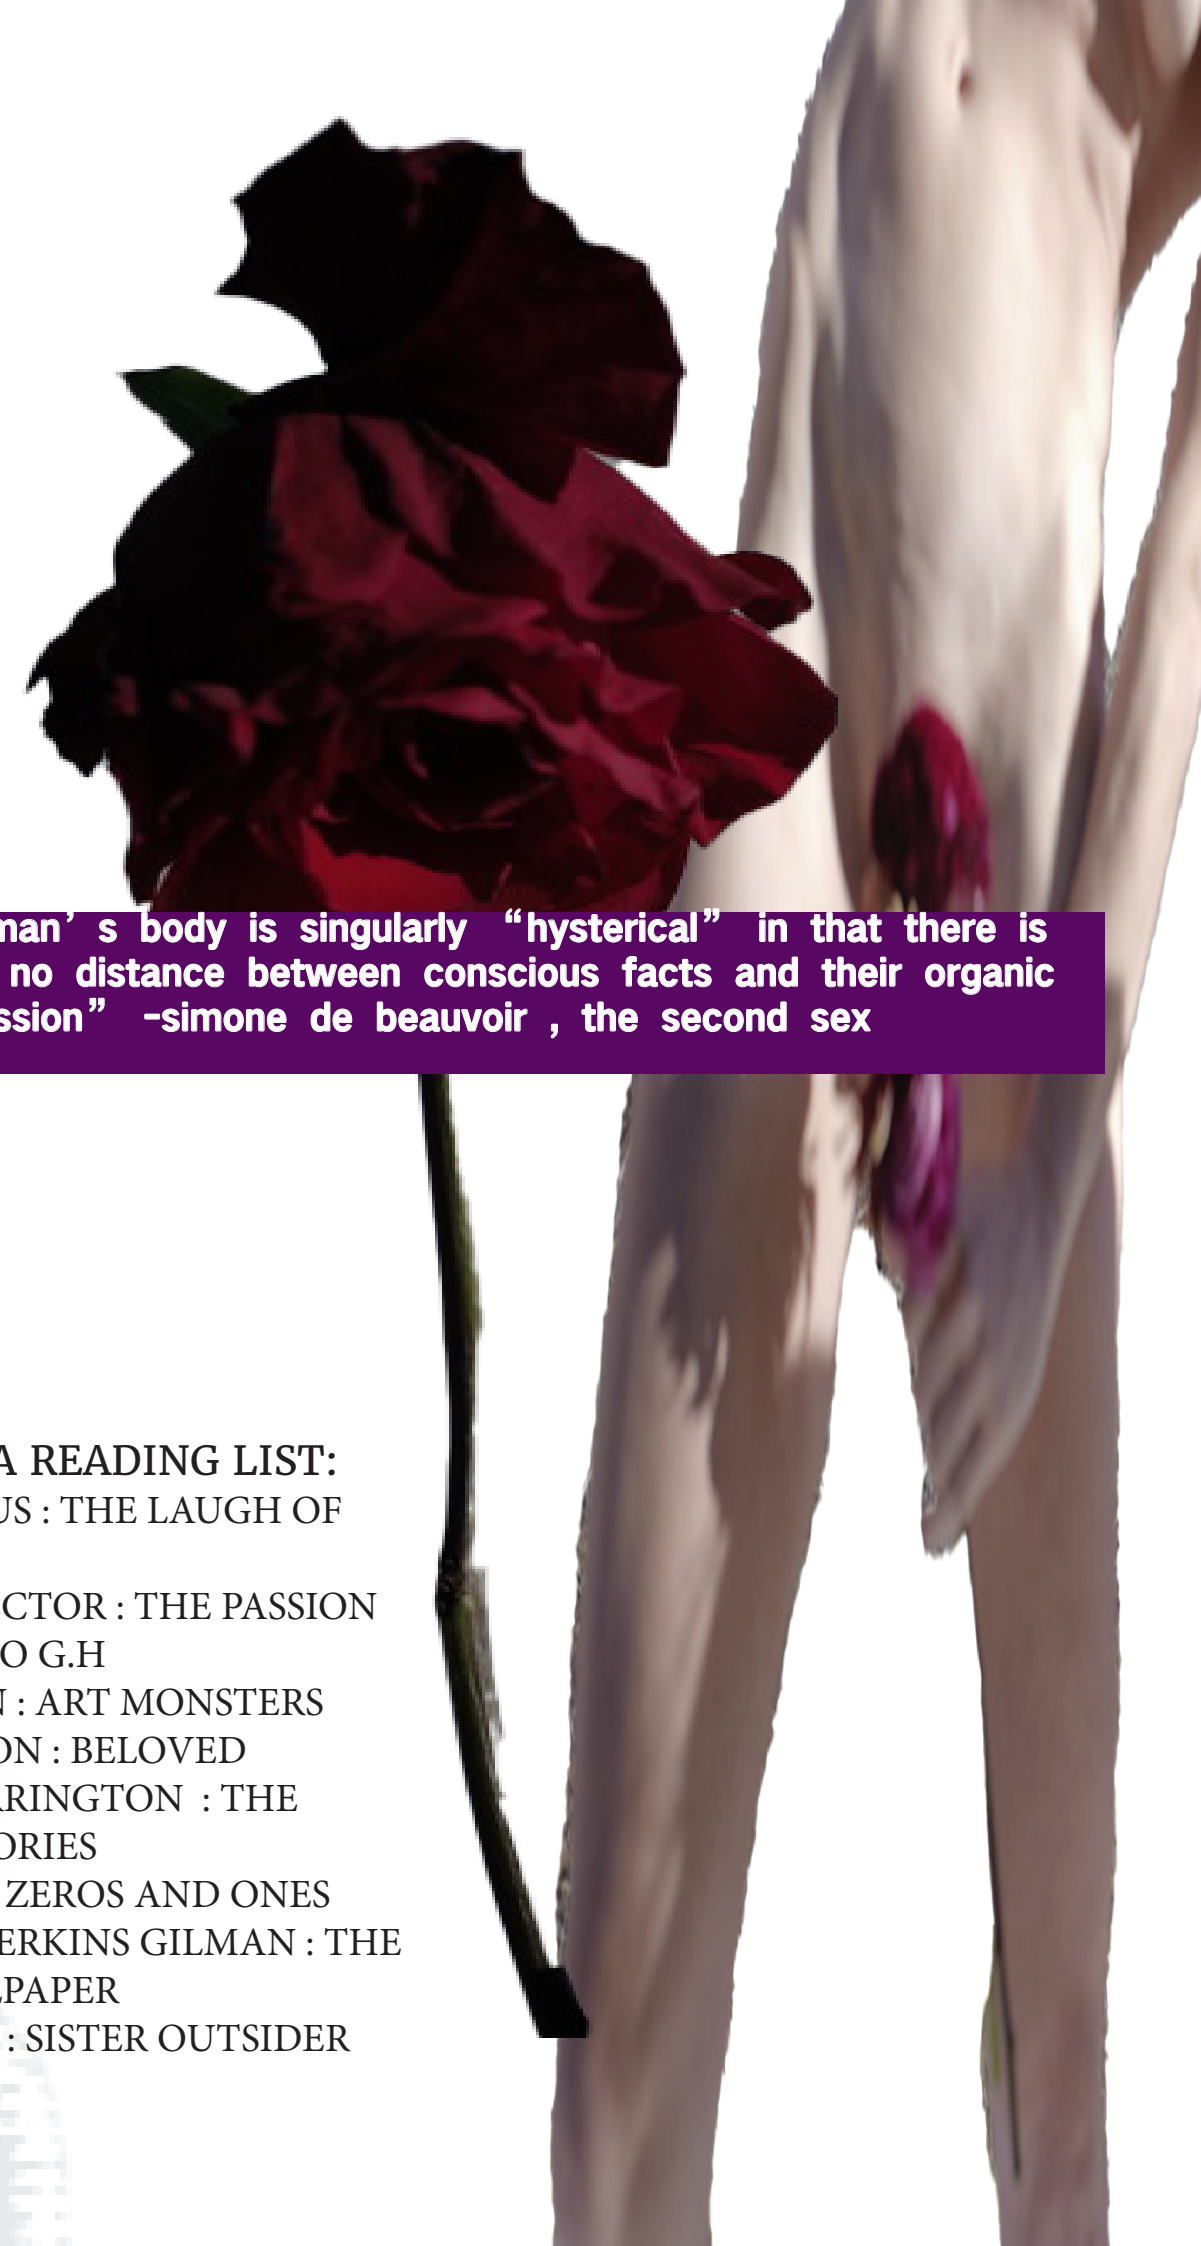 man’ s body is singularly “hysterical” in that there is
no distance between conscious facts and their organic
ssion” -simone de beauvoir , the second sex
A READING LIST:
US : THE LAUGH OF
CTOR : THE PASSION
O G.H
N : ART MONSTERS
ON : BELOVED
RRINGTON : THE
ORIES
ZEROS AND ONES
ERKINS GILMAN : THE
LPAPER
: SISTER OUTSIDER